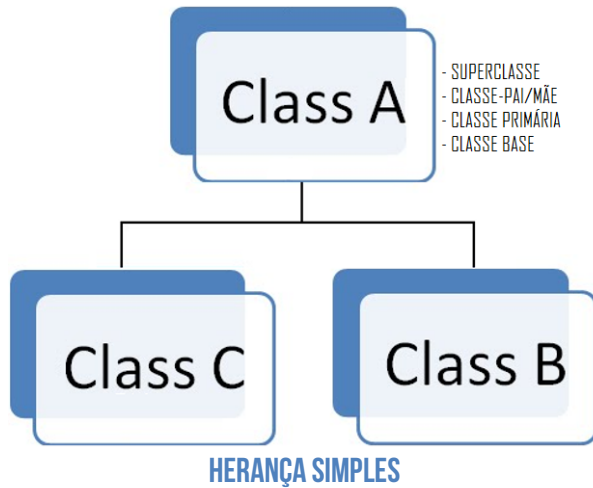 Class A
- SUPERCLASSE
- CLASSE-PAI/MÃE
- CLASSE PRIMÁRIA
- CLASSE BASE
Class C
Class B
HERANÇA SIMPLES